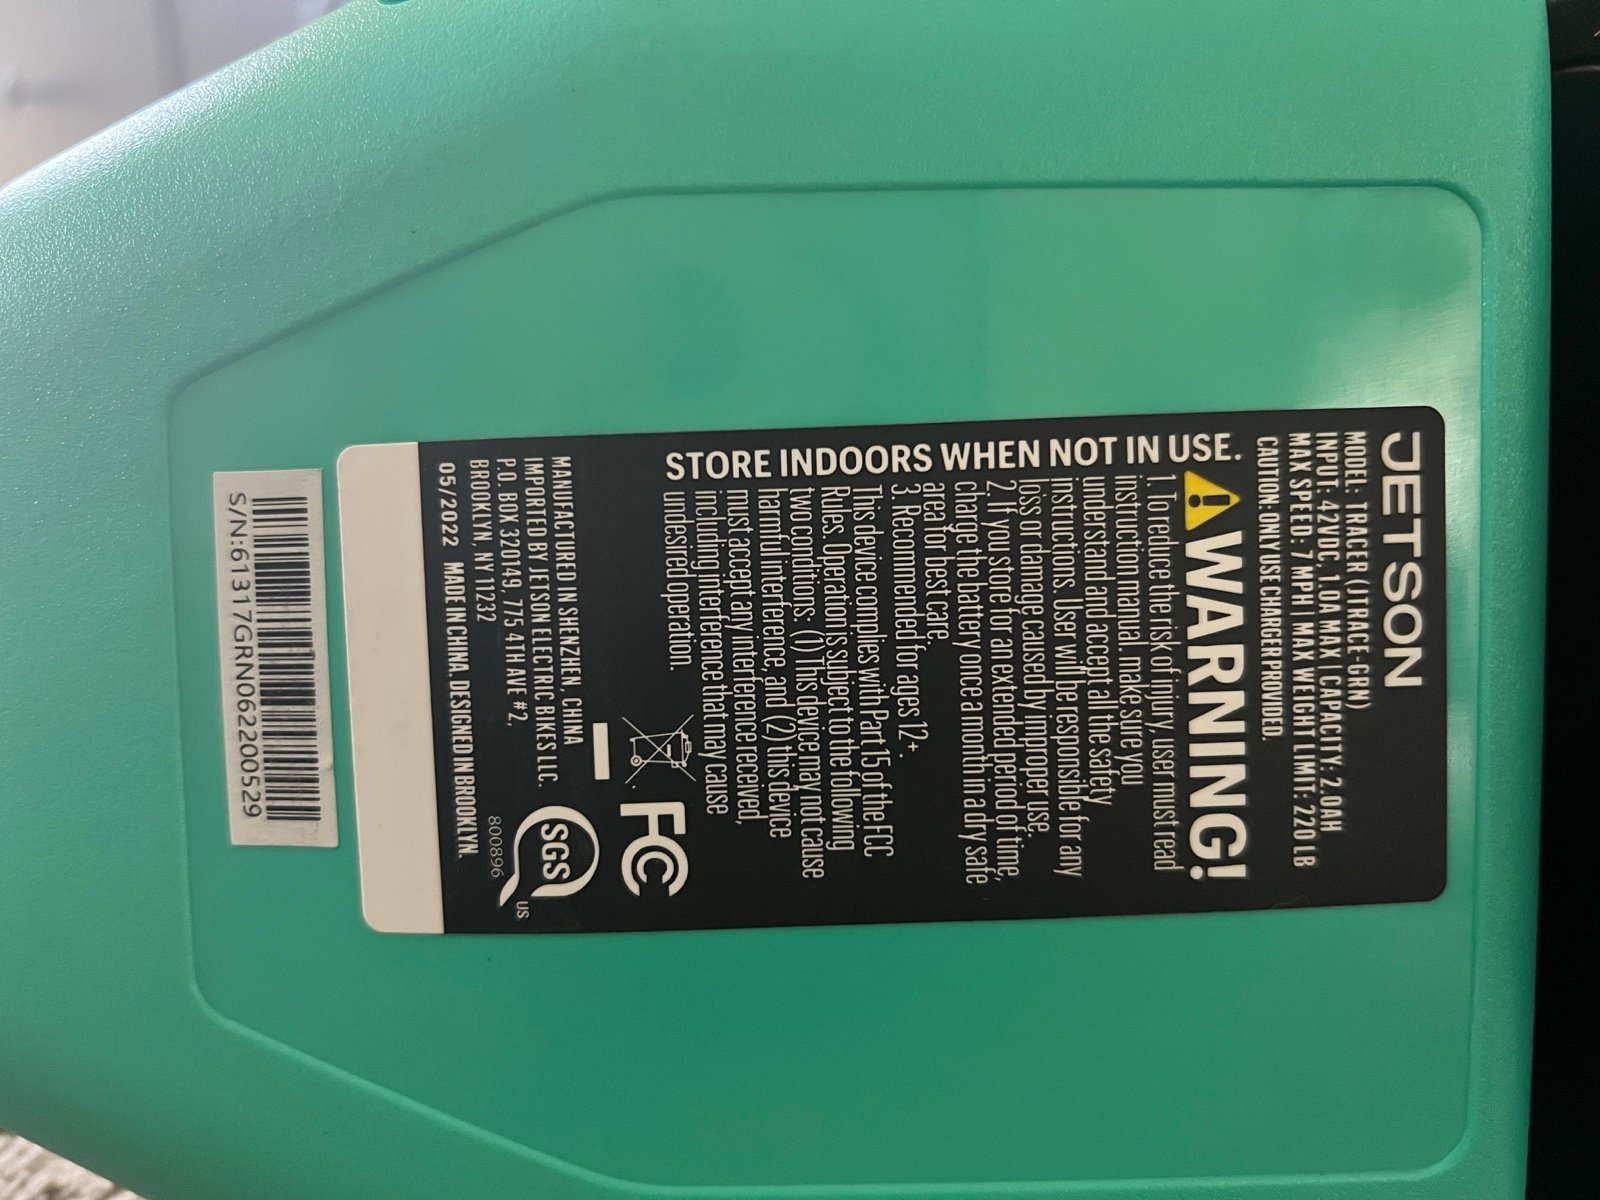 JETSON
MODEL: TRACER (JTRACE-GRN)
INPUT: 42VDC, 1.0A MAX | CAPACITY: 2.0AH
MAX SPEED: 7 MPH | MAX WEIGHT LIMIT: 220 LB
CAUTION: ONLY USE CHARGER PROVIDED.
STORE INDOORS WHEN NOT IN USE.
WARNING!
1. To reduce the risk of injury, user must read
instruction manual, make sure you
understand and accept all the safety
instructions. User will be responsible for any
loss or damage caused by improper use.
2. If you store for an extended period of time,
charge the battery once a month in a dry safe
area for best care.
3. Recommended for ages 12+.
This device complies with Part 15 of the FCC
Rules. Operation is subject to the following
two conditions: () This device may not cause
harmful interference, and (2) this device
must accept any interference received,
including interference that may cause
undesired operation.
FC
MANUFACTURED IN SHENZHEN, CHINA
IMPORTED BY JETSON ELECTRIC BIKES LLC.
P.O. BOX 320149, 775 4TH AVE #2.
BROOKLYN NY 11232
SGS
US
808896
05/2022 MADE IN CHINA. DESIGNED IN BROOKLYN.
S/N:61317GRN062200529